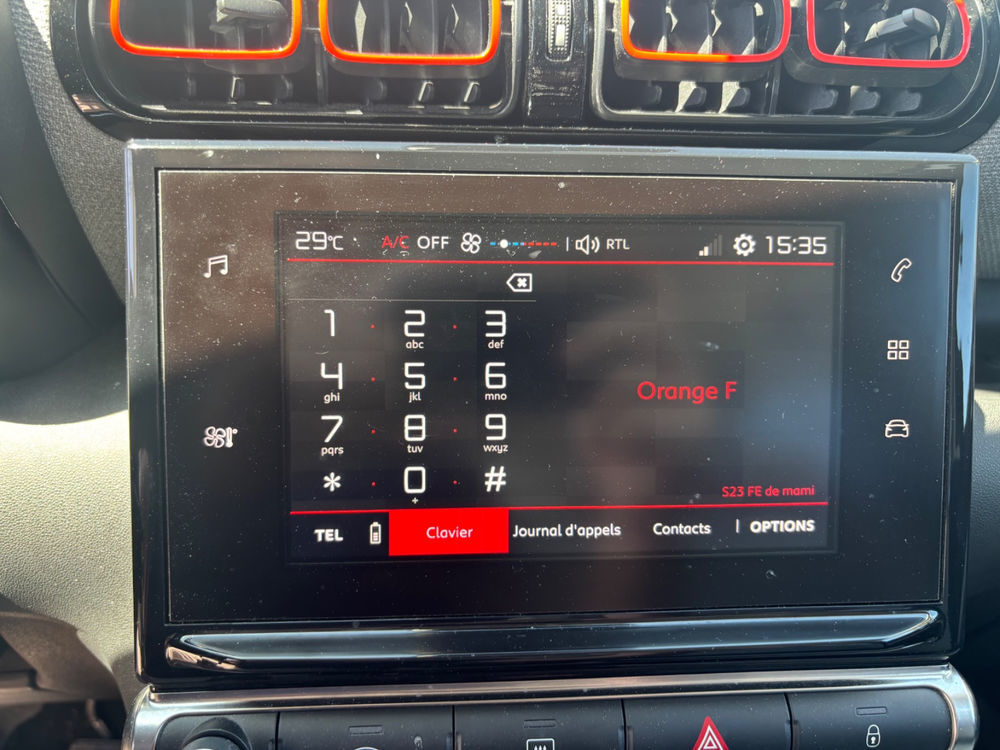 29°C A/C OFF RTL 15:35
1 2 3
abc def
4 5 6
ghi jkl mno
Orange F
7 8 9
pqrs tuv wxyz
* 0 #
+
S23 FE de mami
TEL Clavier Journal d'appels Contacts | OPTIONS